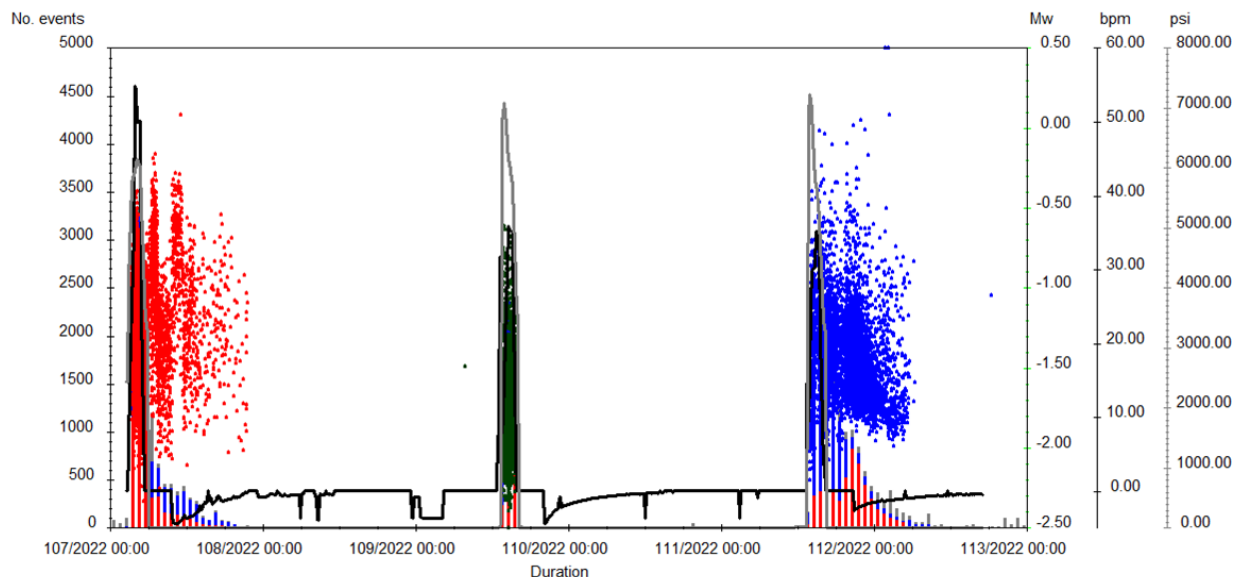 No. events Mw bpm psi
5000 0.50 60.00 8000.00
4500
4000 0.00 50.00 7000.00
3500 6000.00
3000 -0.50 40.00 5000.00
2500 -1.00 30.00 4000.00
2000 20.00 3000.00
1500 -1.50
1000 10.00 2000.00
500 -2.00 0.00 1000.00
0 -2.50 0.00
107/2022 00:00 108/2022 00:00 109/2022 00:00 110/2022 00:00 111/2022 00:00 112/2022 00:00 113/2022 00:00
Duration